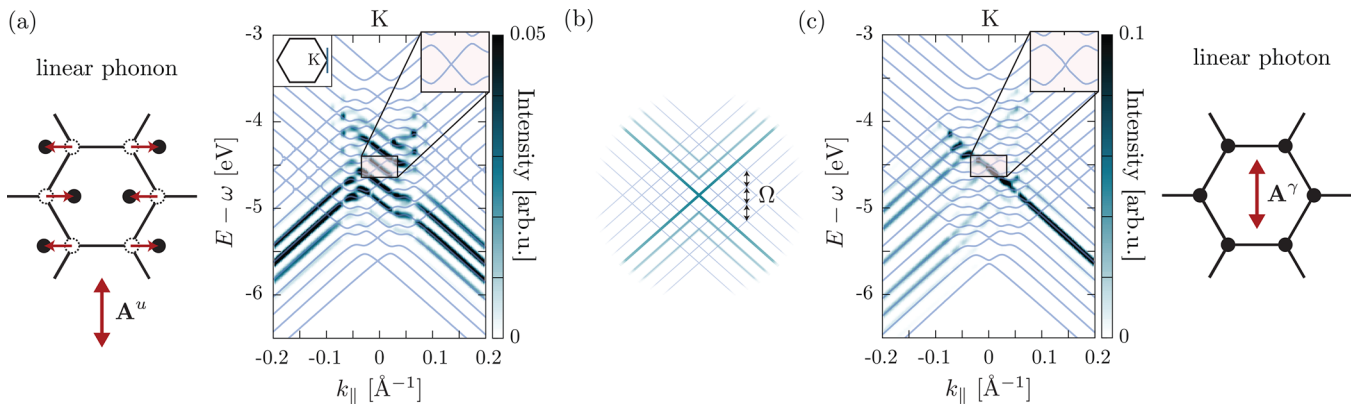 (a)
linear phonon
A^u
K
K
-3
-4
-5
-6
E − ω [eV]
-0.2
-0.1
0
0.1
0.2
k_∥ [Å⁻¹]
0.05
0
Intensity [arb.u.]
(b)
Ω
(c)
K
-3
-4
-5
-6
E − ω [eV]
-0.2
-0.1
0
0.1
0.2
k_∥ [Å⁻¹]
0.1
0
Intensity [arb.u.]
linear photon
A^γ